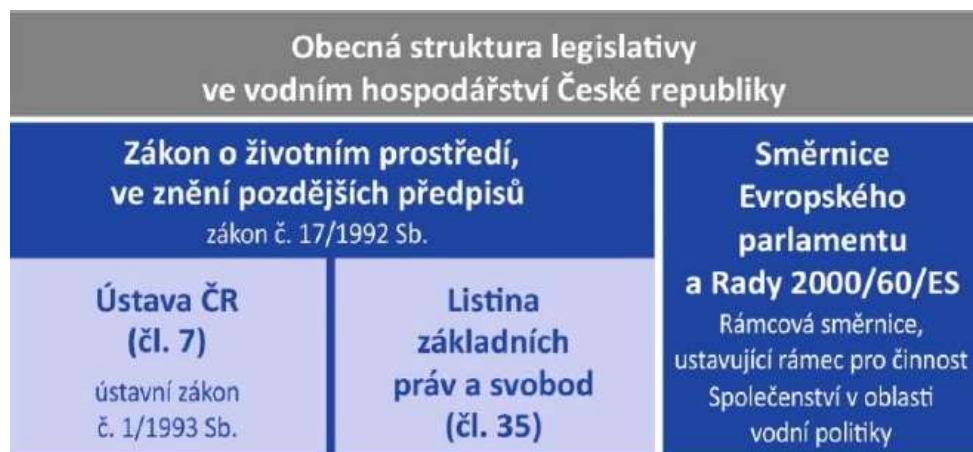 Obecná struktura legislativy
ve vodním hospodářství České republiky
Zákon o životním prostředí,
ve znění pozdějších předpisů
zákon č. 17/1992 Sb.
Ústava ČR
(čl. 7)
ústavní zákon
č. 1/1993 Sb.
Listina
základních
práv a svobod
(čl. 35)
Směrnice
Evropského
parlamentu
a Rady 2000/60/ES
Rámcová směrnice,
ustavující rámec pro činnost
Společenství v oblasti
vodní politiky